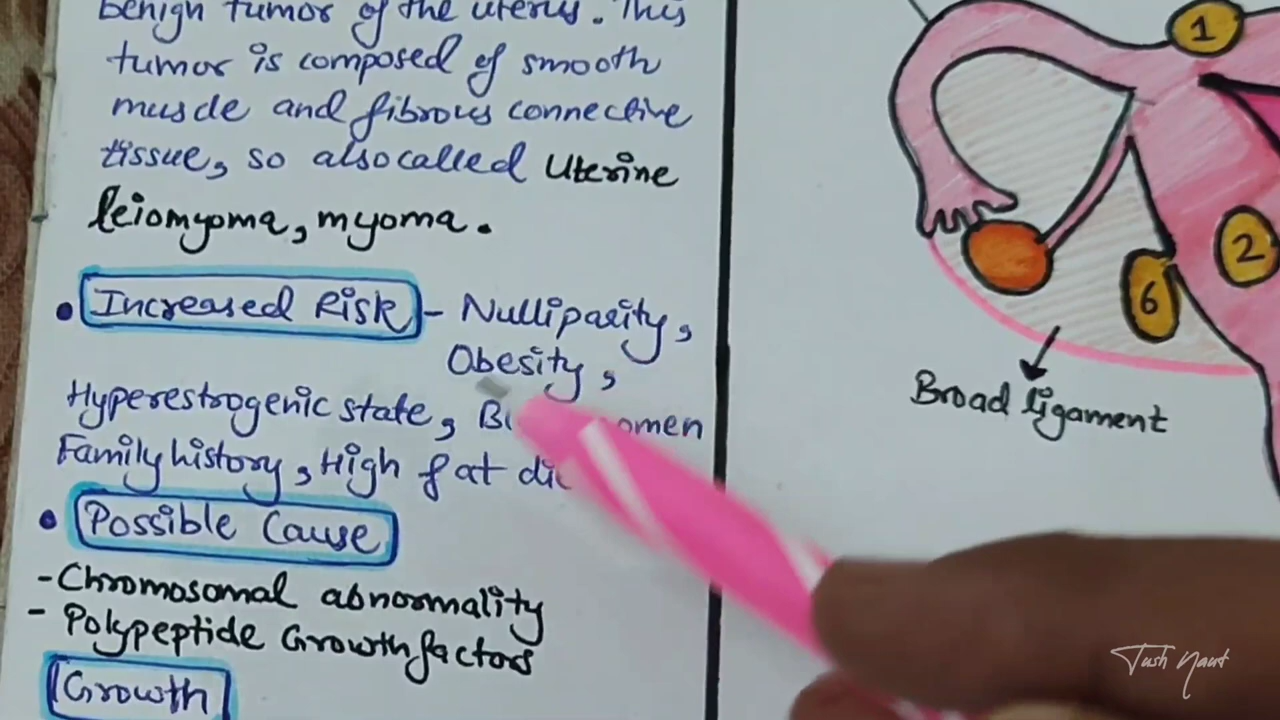 benign tumor of the uterus. This
tumor is composed of smooth
muscle and fibrous connective
tissue, so also called Uterine
leiomyoma, myoma.
• Increased Risk - Nulliparity,
Obesity,
Hyperestrogenic state,
Family history, High fat
• Possible Cause
- Chromosomal abnormality
- Polypeptide Growth factors
Growth
1
2
6
Broad ligament
Tush Naut